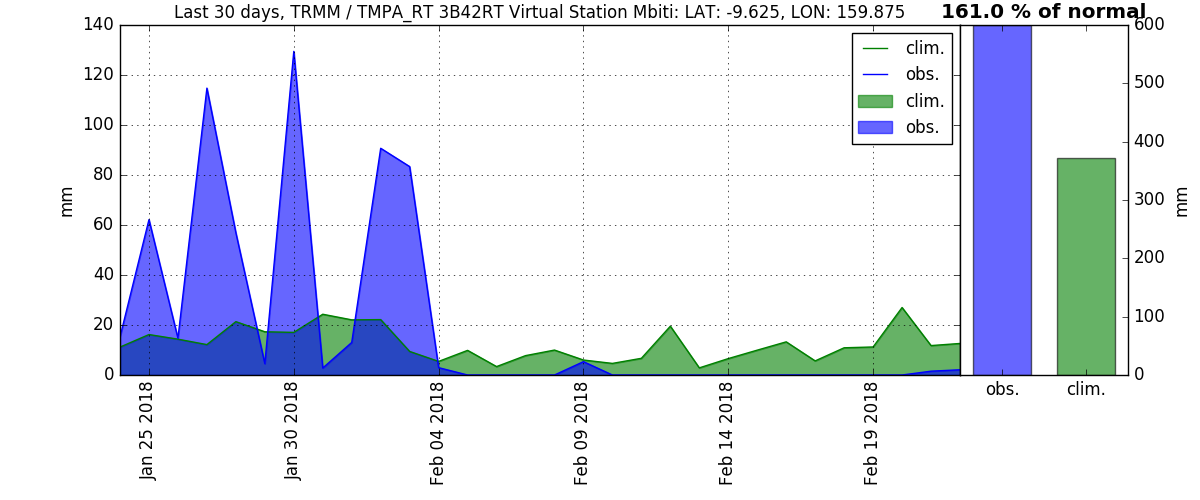 Last 30 days, TRMM / TMPA_RT 3B42RT Virtual Station Mbiti: LAT: -9.625, LON: 159.875
161.0 % of normal
140
120
100
80
60
40
20
0
mm
clim.
obs.
clim.
obs.
Jan 25 2018
Jan 30 2018
Feb 04 2018
Feb 09 2018
Feb 14 2018
Feb 19 2018
600
500
400
300
200
100
0
mm
obs.
clim.